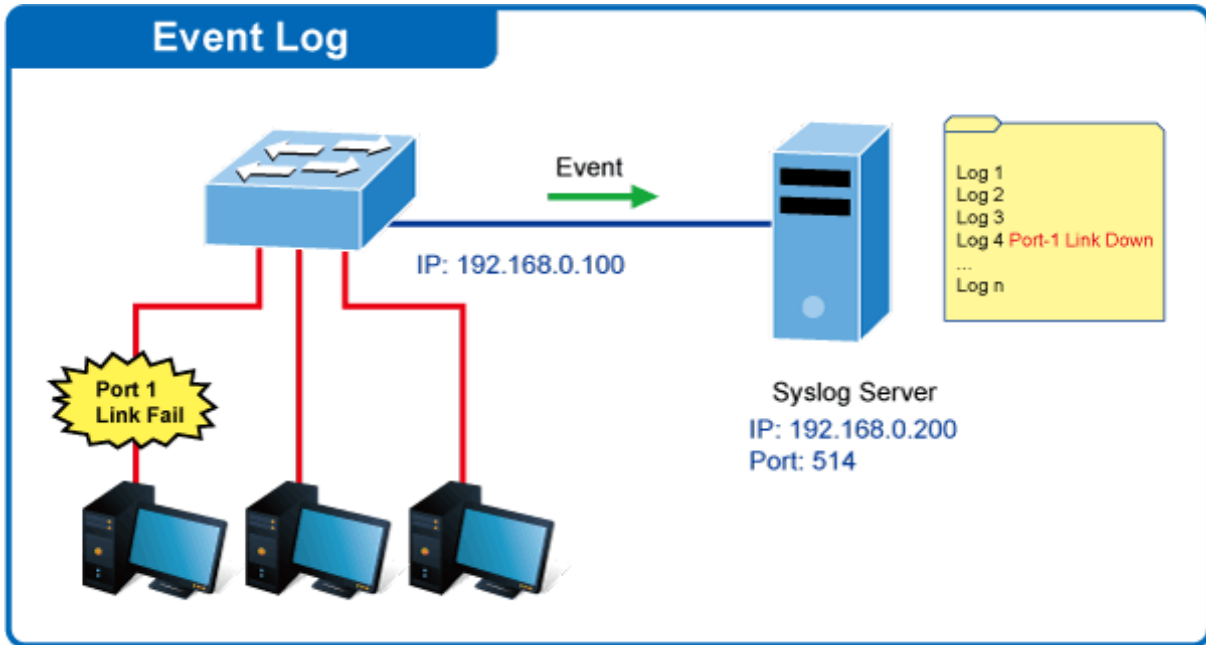 Event Log
Event
IP: 192.168.0.100
Port 1
Link Fail
Log 1
Log 2
Log 3
Log 4 Port-1 Link Down
...
Log n
Syslog Server
IP: 192.168.0.200
Port: 514